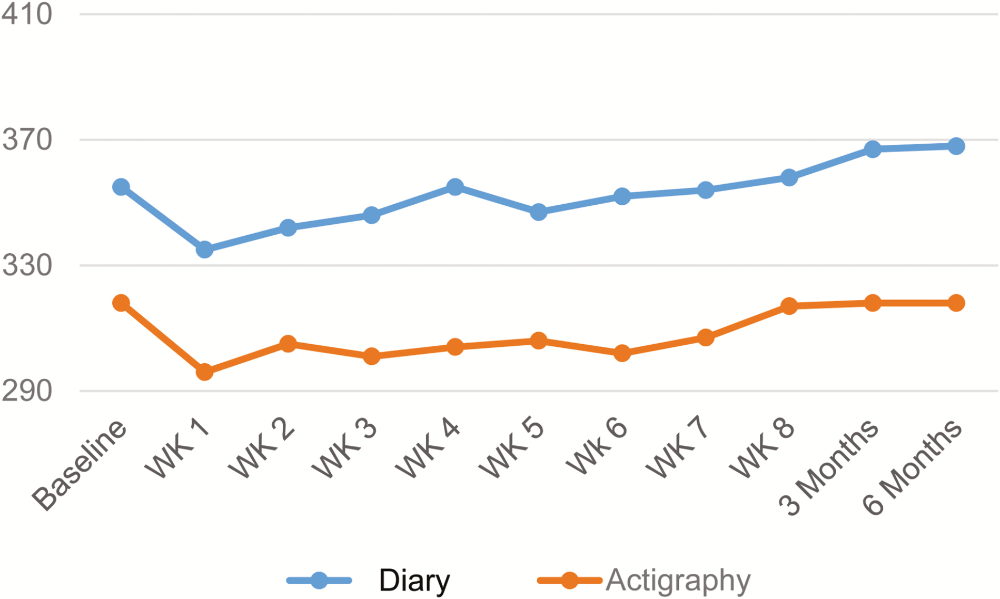 410
370
330
290
Baseline
WK 1
WK 2
WK 3
WK 4
WK 5
Wk 6
WK 7
WK 8
3 Months
6 Months
Diary
Actigraphy